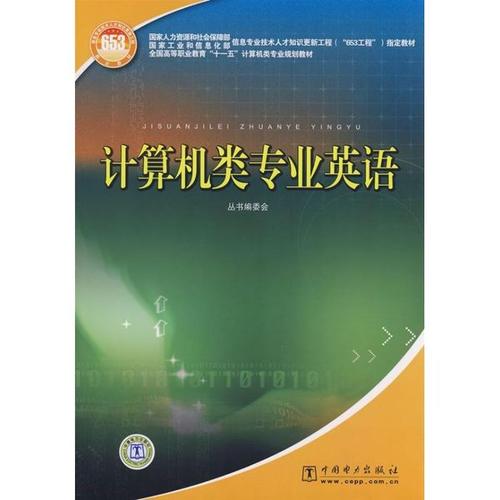 653
国家人力资源和社会保障部
国家工业和信息化部
信息专业技术人才知识更新工程（“653工程”）指定教材
全国高等职业教育“十一五”计算机类专业规划教材
JISUANJILEI ZHUANYE YINGYU
计算机类专业英语
丛书编委会
中国电力出版社
www.cepp.com.cn